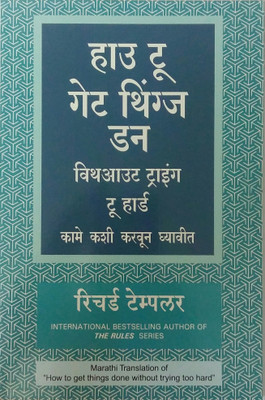 हाउ टू
गेट थिंग्ज
डन
विथआउट ट्राइंग
टू हार्ड
कामे कशी करवून घ्यावीत
रिचर्ड टेम्पलर
INTERNATIONAL BESTSELLING AUTHOR OF
THE RULES SERIES
Marathi Translation of
"How to get things done without trying too hard"